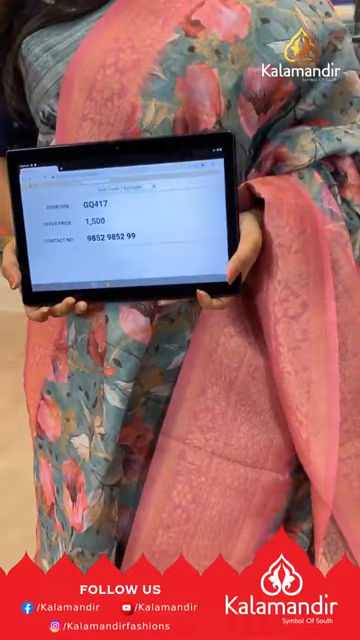 Kalamandir
Symbol Of South
ITEM CODE : GQ417
OFFER PRICE 1,500
CONTACT NO: 9852 9852 99
FOLLOW US
/Kalamandir
/Kalamandir
/Kalamandirfashions
Kalamandir
Symbol Of South